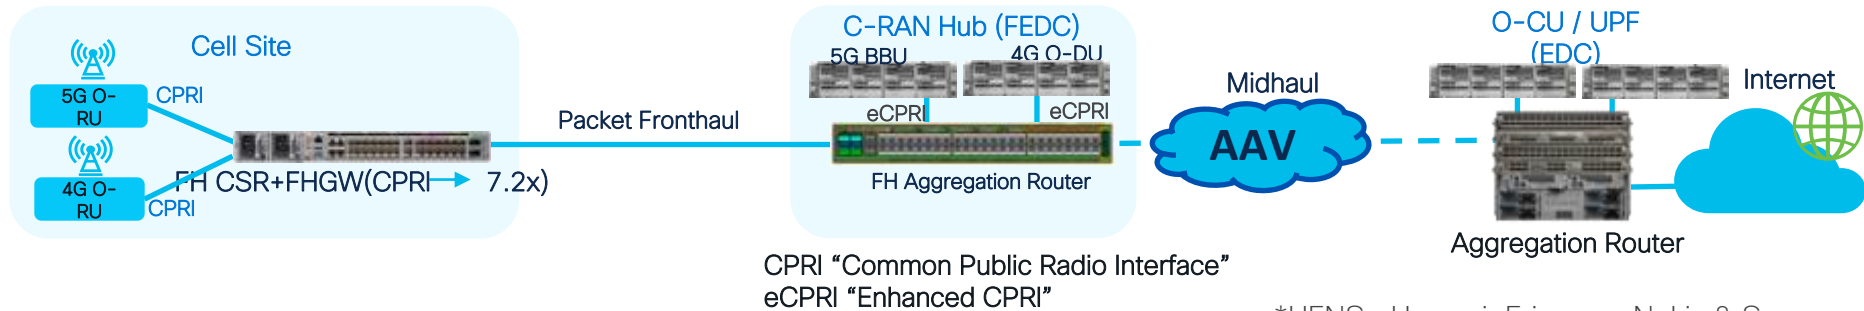 Cell Site
5G O-
RU
CPRI
4G O-
RU
CPRI
FH CSR+FHGW(CPRI 7.2x)
Packet Fronthaul
C-RAN Hub (FEDC)
5G BBU
4G O-DU
eCPRI
eCPRI
FH Aggregation Router
Midhaul
AAV
O-CU / UPF
(EDC)
Internet
Aggregation Router
CPRI “Common Public Radio Interface”
eCPRI “Enhanced CPRI”